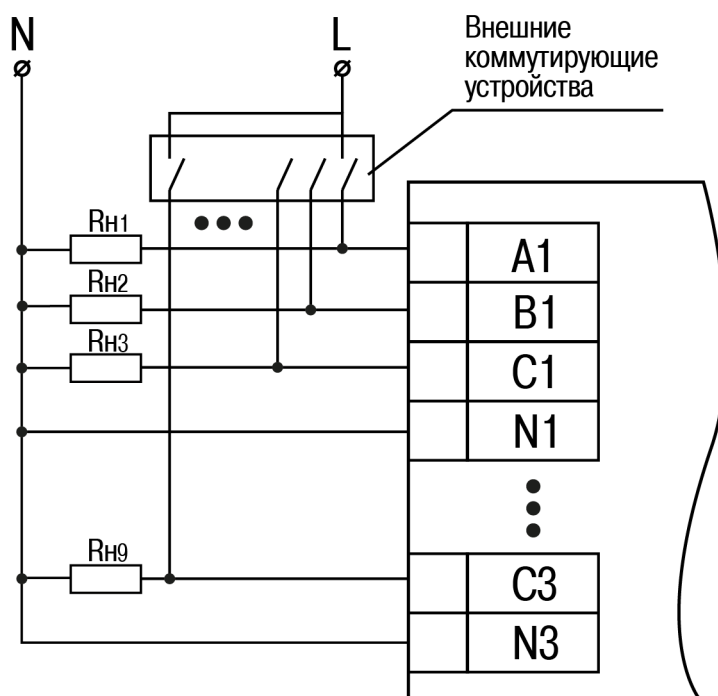 N
L
Внешние
коммутирующие
устройства
Rн1
A1
Rн2
B1
Rн3
C1
N1
Rн9
C3
N3